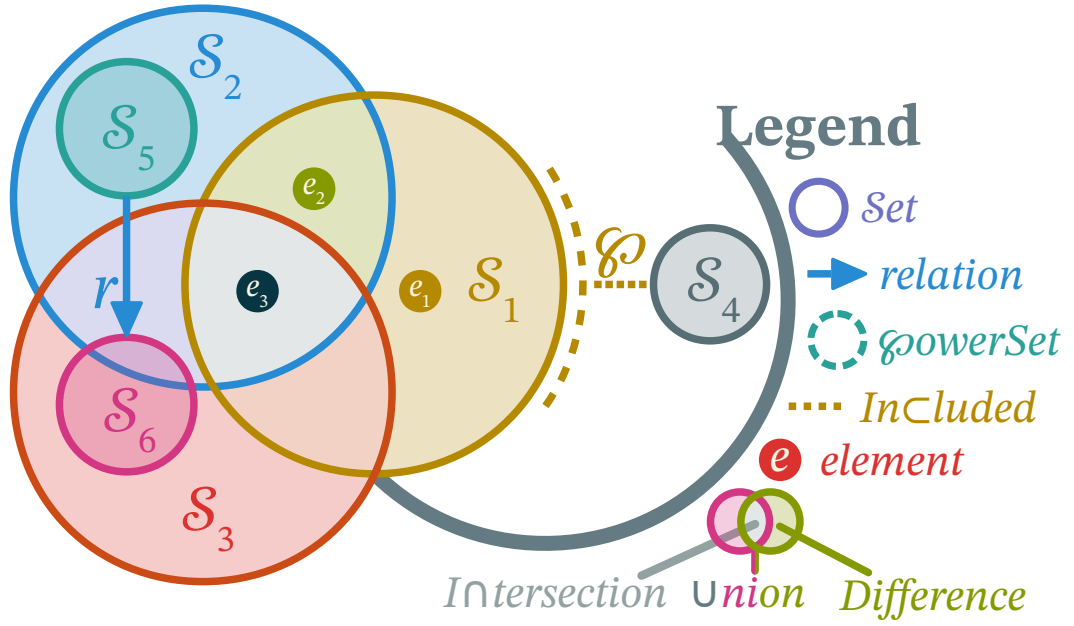 𝒮2
𝒮5
e2
r
e3
e1
𝒮1
℘
𝒮4
𝒮6
𝒮3
Legend
𝒮et
relation
℘owerSet
In⊂luded
e element
I∩tersection ∪nion Difference